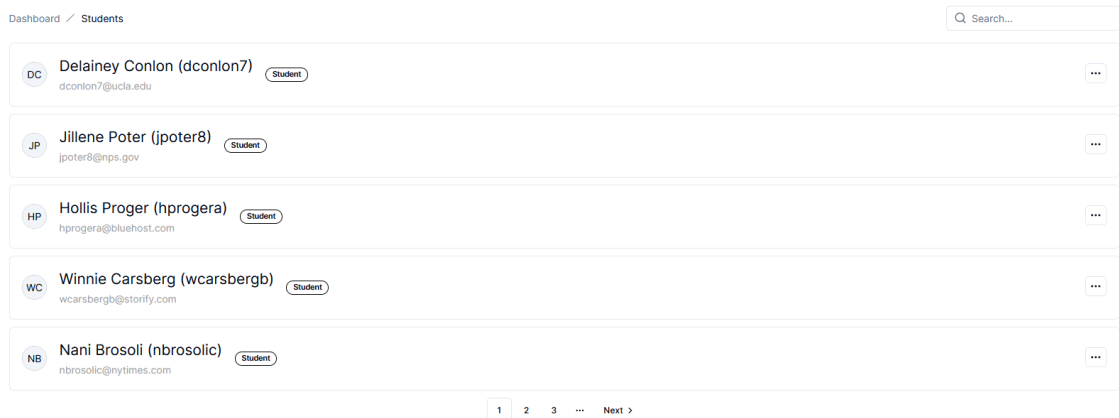 Dashboard / Students
Search...
DC
Delainey Conlon (dconlon7) Student
dconlon7@ucla.edu
...
JP
Jillene Poter (jpoter8) Student
jpoter8@nps.gov
...
HP
Hollis Proger (hprogera) Student
hprogera@bluehost.com
...
WC
Winnie Carsberg (wcarsbergb) Student
wcarsbergb@storify.com
...
NB
Nani Brosoli (nbrosolic) Student
nbrosolic@nytimes.com
...
1 2 3 ... Next >